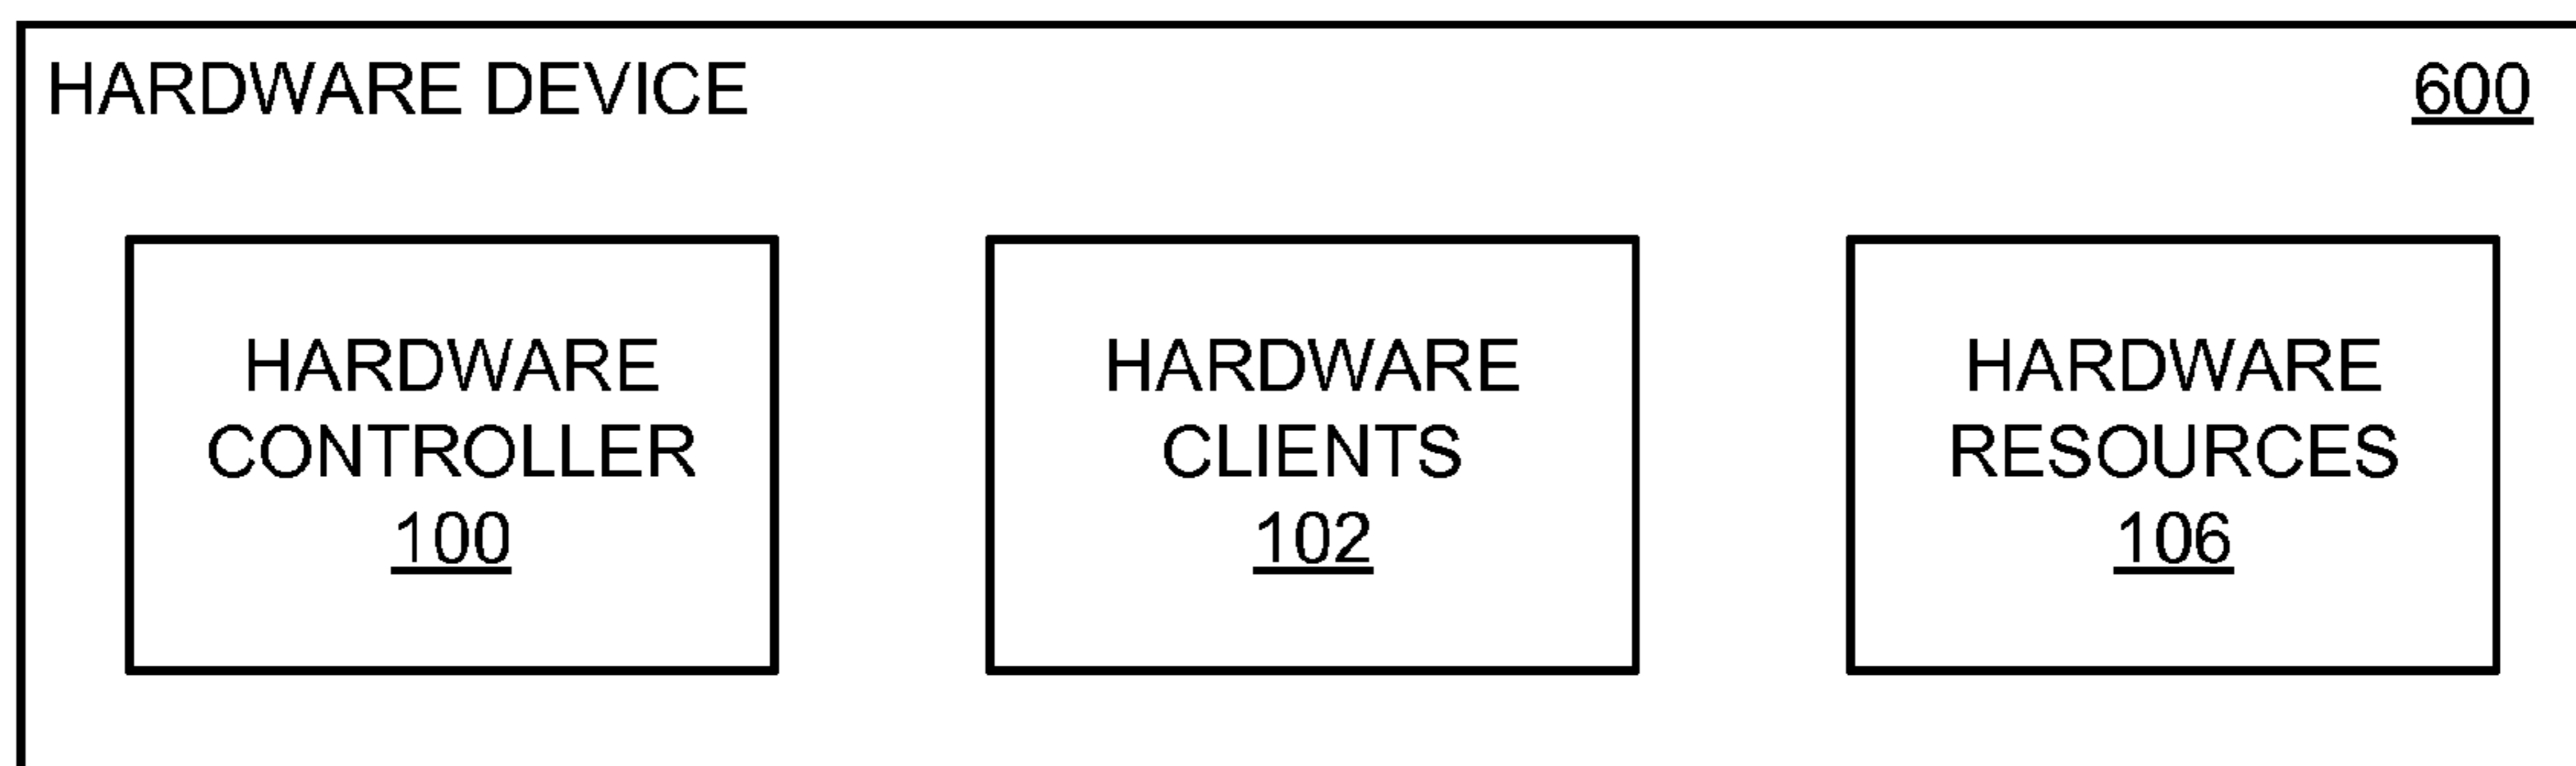 HARDWARE DEVICE 600
HARDWARE
CONTROLLER
100
HARDWARE
CLIENTS
102
HARDWARE
RESOURCES
106